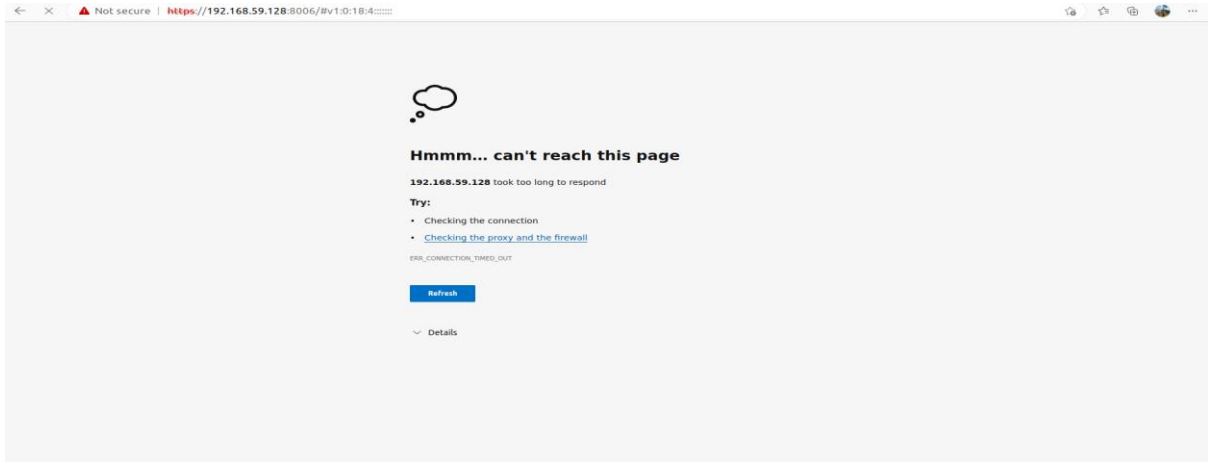 Not secure | https://192.168.59.128:8006/#v1:0:18:4:::::::
Hmmm... can't reach this page
192.168.59.128 took too long to respond
Try:
• Checking the connection
• Checking the proxy and the firewall
ERR_CONNECTION_TIMED_OUT
Refresh
Details